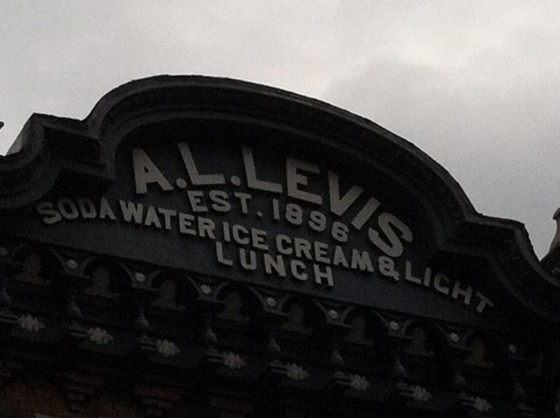 A.L.LEVIS
EST. 1896
SODA WATER ICE CREAM & LIGHT
LUNCH